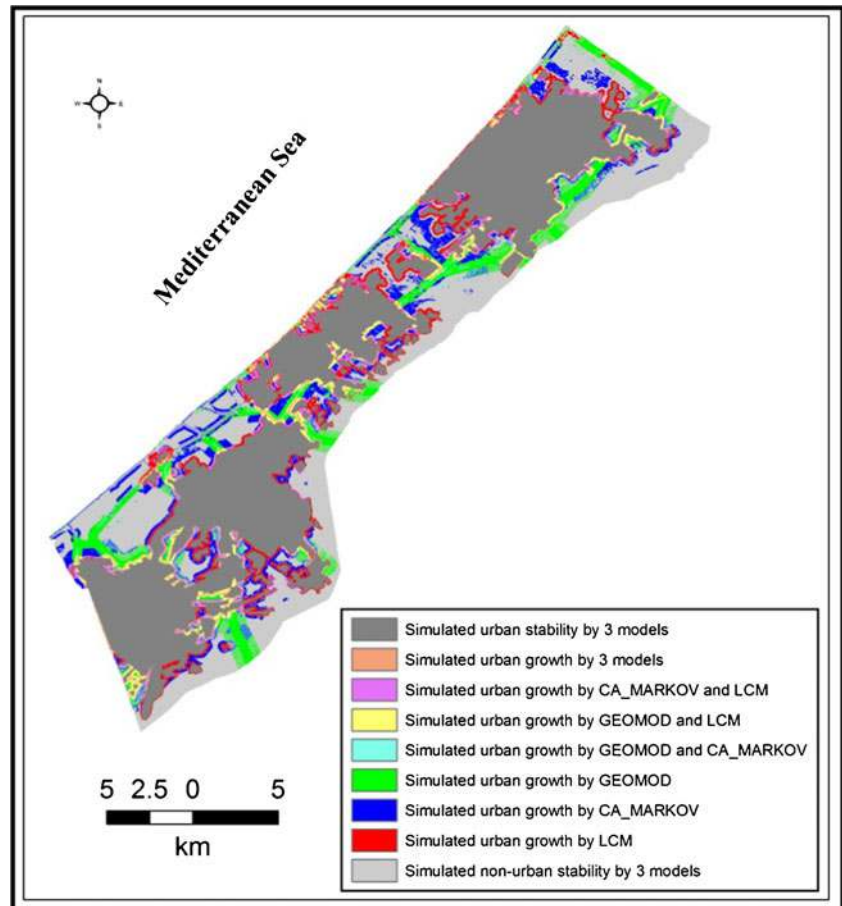 N
W E
S
Mediterranean Sea
Simulated urban stability by 3 models
Simulated urban growth by 3 models
Simulated urban growth by CA_MARKOV and LCM
Simulated urban growth by GEOMOD and LCM
Simulated urban growth by GEOMOD and CA_MARKOV
Simulated urban growth by GEOMOD
Simulated urban growth by CA_MARKOV
Simulated urban growth by LCM
Simulated non-urban stability by 3 models
5 2.5 0 5
km